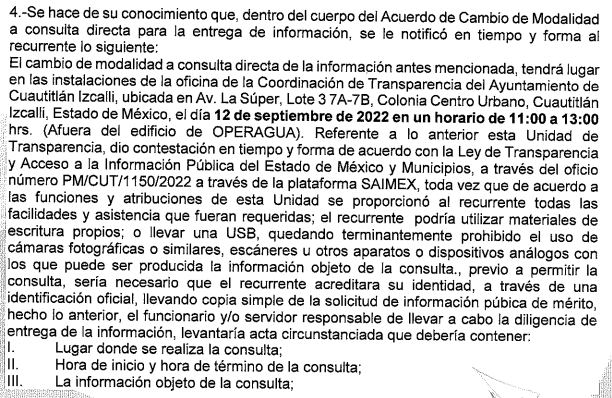 4.-Se hace de su conocimiento que, dentro del cuerpo del Acuerdo de Cambio de Modalidad
a consulta directa para la entrega de información, se le notificó en tiempo y forma al
recurrente lo siguiente:
El cambio de modalidad a consulta directa de la información antes mencionada, tendrá lugar
en las instalaciones de la oficina de la Coordinación de Transparencia del Ayuntamiento de
Cuautitlán Izcalli, ubicada en Av. La Súper, Lote 3 7A-7B, Colonia Centro Urbano, Cuautitlán
Izcalli, Estado de México, el día 12 de septiembre de 2022 en un horario de 11:00 a 13:00
hrs. (Afuera del edificio de OPERAGUA). Referente a lo anterior esta Unidad de
Transparencia, dio contestación en tiempo y forma de acuerdo con la Ley de Transparencia
y Acceso a la Información Pública del Estado de México y Municipios, a través del oficio
número PM/CUT/1150/2022 a través de la plataforma SAIMEX, toda vez que de acuerdo a
las funciones y atribuciones de esta Unidad se proporcionó al recurrente todas las
facilidades y asistencia que fueran requeridas; el recurrente podría utilizar materiales de
escritura propios; o llevar una USB, quedando terminantemente prohibido el uso de
cámaras fotográficas o similares, escáneres u otros aparatos o dispositivos análogos con
los que puede ser producida la información objeto de la consulta., previo a permitir la
consulta, sería necesario que el recurrente acreditara su identidad, a través de una
identificación oficial, llevando copia simple de la solicitud de información púbica de mérito,
hecho lo anterior, el funcionario y/o servidor responsable de llevar a cabo la diligencia de
entrega de la información, levantaría acta circunstanciada que debería contener:
I. Lugar donde se realiza la consulta;
II. Hora de inicio y hora de término de la consulta;
III. La información objeto de la consulta;